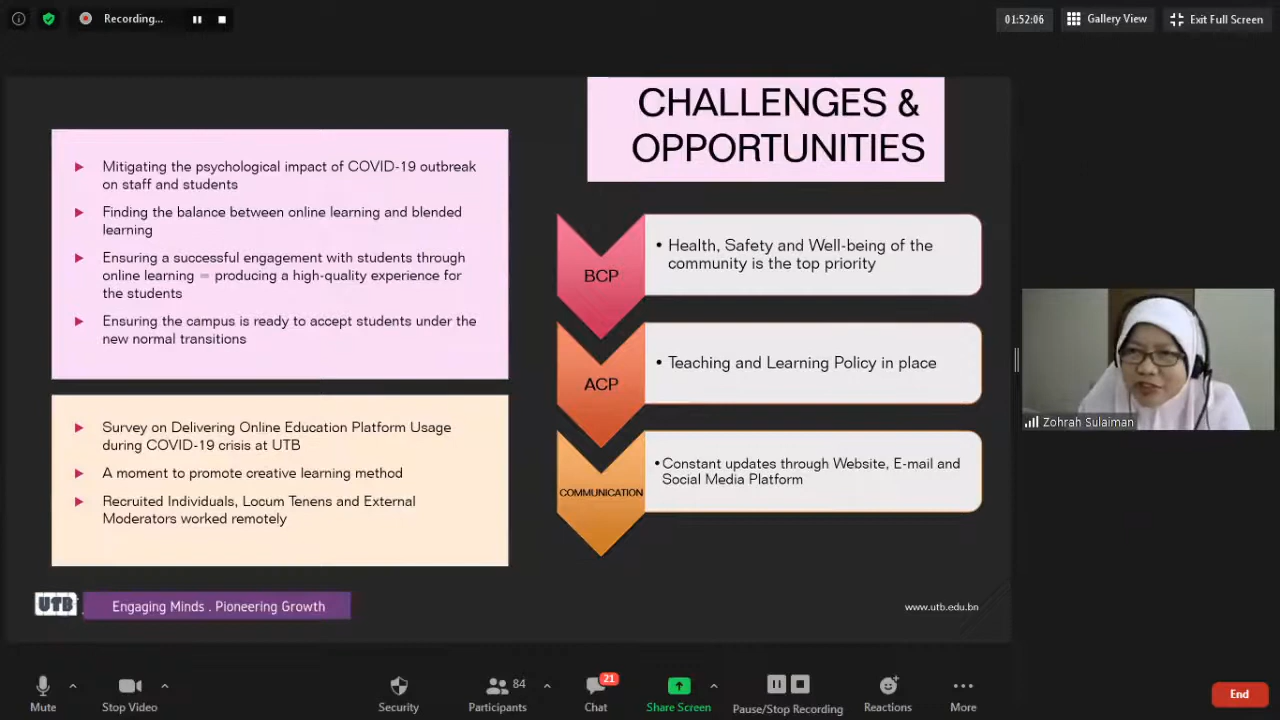 Recording...
01:52:06
Gallery View
Exit Full Screen
CHALLENGES &
OPPORTUNITIES
Mitigating the psychological impact of COVID-19 outbreak
on staff and students
Finding the balance between online learning and blended
learning
Ensuring a successful engagement with students through
online learning = producing a high-quality experience for
the students
Ensuring the campus is ready to accept students under the
new normal transitions
Survey on Delivering Online Education Platform Usage
during COVID-19 crisis at UTB
A moment to promote creative learning method
Recruited Individuals, Locum Tenens and External
Moderators worked remotely
BCP
• Health, Safety and Well-being of the
community is the top priority
ACP
• Teaching and Learning Policy in place
COMMUNICATION
• Constant updates through Website, E-mail and
Social Media Platform
Zohrah Sulaiman
UTB
Engaging Minds . Pioneering Growth
www.utb.edu.bn
Mute
Stop Video
Security
84
Participants
21
Chat
Share Screen
Pause/Stop Recording
Reactions
More
End